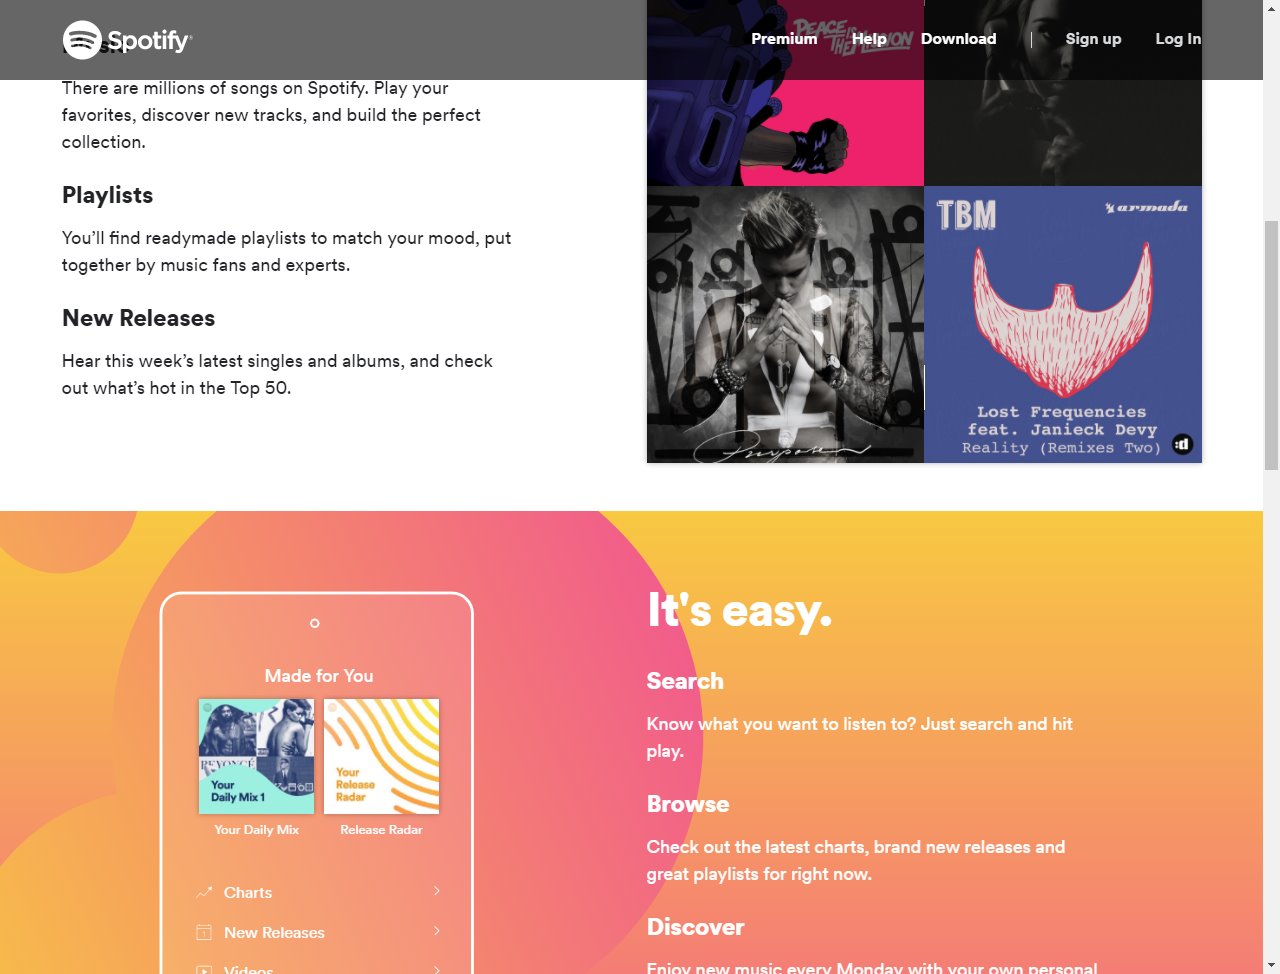 Spotify
Premium
Help
Download
Sign up
Log In
PEACE IS
THE MISSION
There are millions of songs on Spotify. Play your
favorites, discover new tracks, and build the perfect
collection.
Playlists
You’ll find readymade playlists to match your mood, put
together by music fans and experts.
New Releases
Hear this week’s latest singles and albums, and check
out what’s hot in the Top 50.
Purpose
TBM
armada
Lost Frequencies
feat. Janieck Devy
Reality (Remixes Two)
:d
Made for You
BEYONCÉ
Your
Daily Mix 1
Your Daily Mix
Your
Release
Radar
Release Radar
Charts
New Releases
Videos
It's easy.
Search
Know what you want to listen to? Just search and hit
play.
Browse
Check out the latest charts, brand new releases and
great playlists for right now.
Discover
Enjoy new music every Monday with your own personal